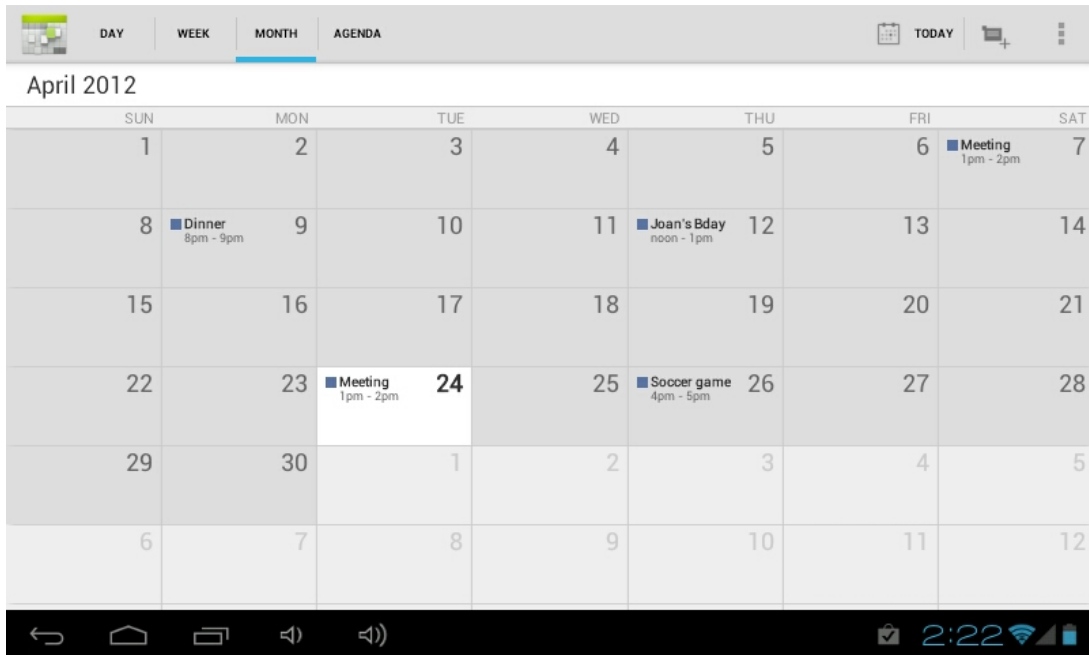 DAY WEEK MONTH AGENDA TODAY
April 2012
SUN MON TUE WED THU FRI SAT
1 2 3 4 5 6 Meeting 7
1pm - 2pm
8 Dinner 9 10 11 Joan's Bday 12 13 14
8pm - 9pm noon - 1pm
15 16 17 18 19 20 21
22 23 Meeting 24 25 Soccer game 26 27 28
1pm - 2pm 4pm - 5pm
29 30 1 2 3 4 5
6 7 8 9 10 11 12
2:22